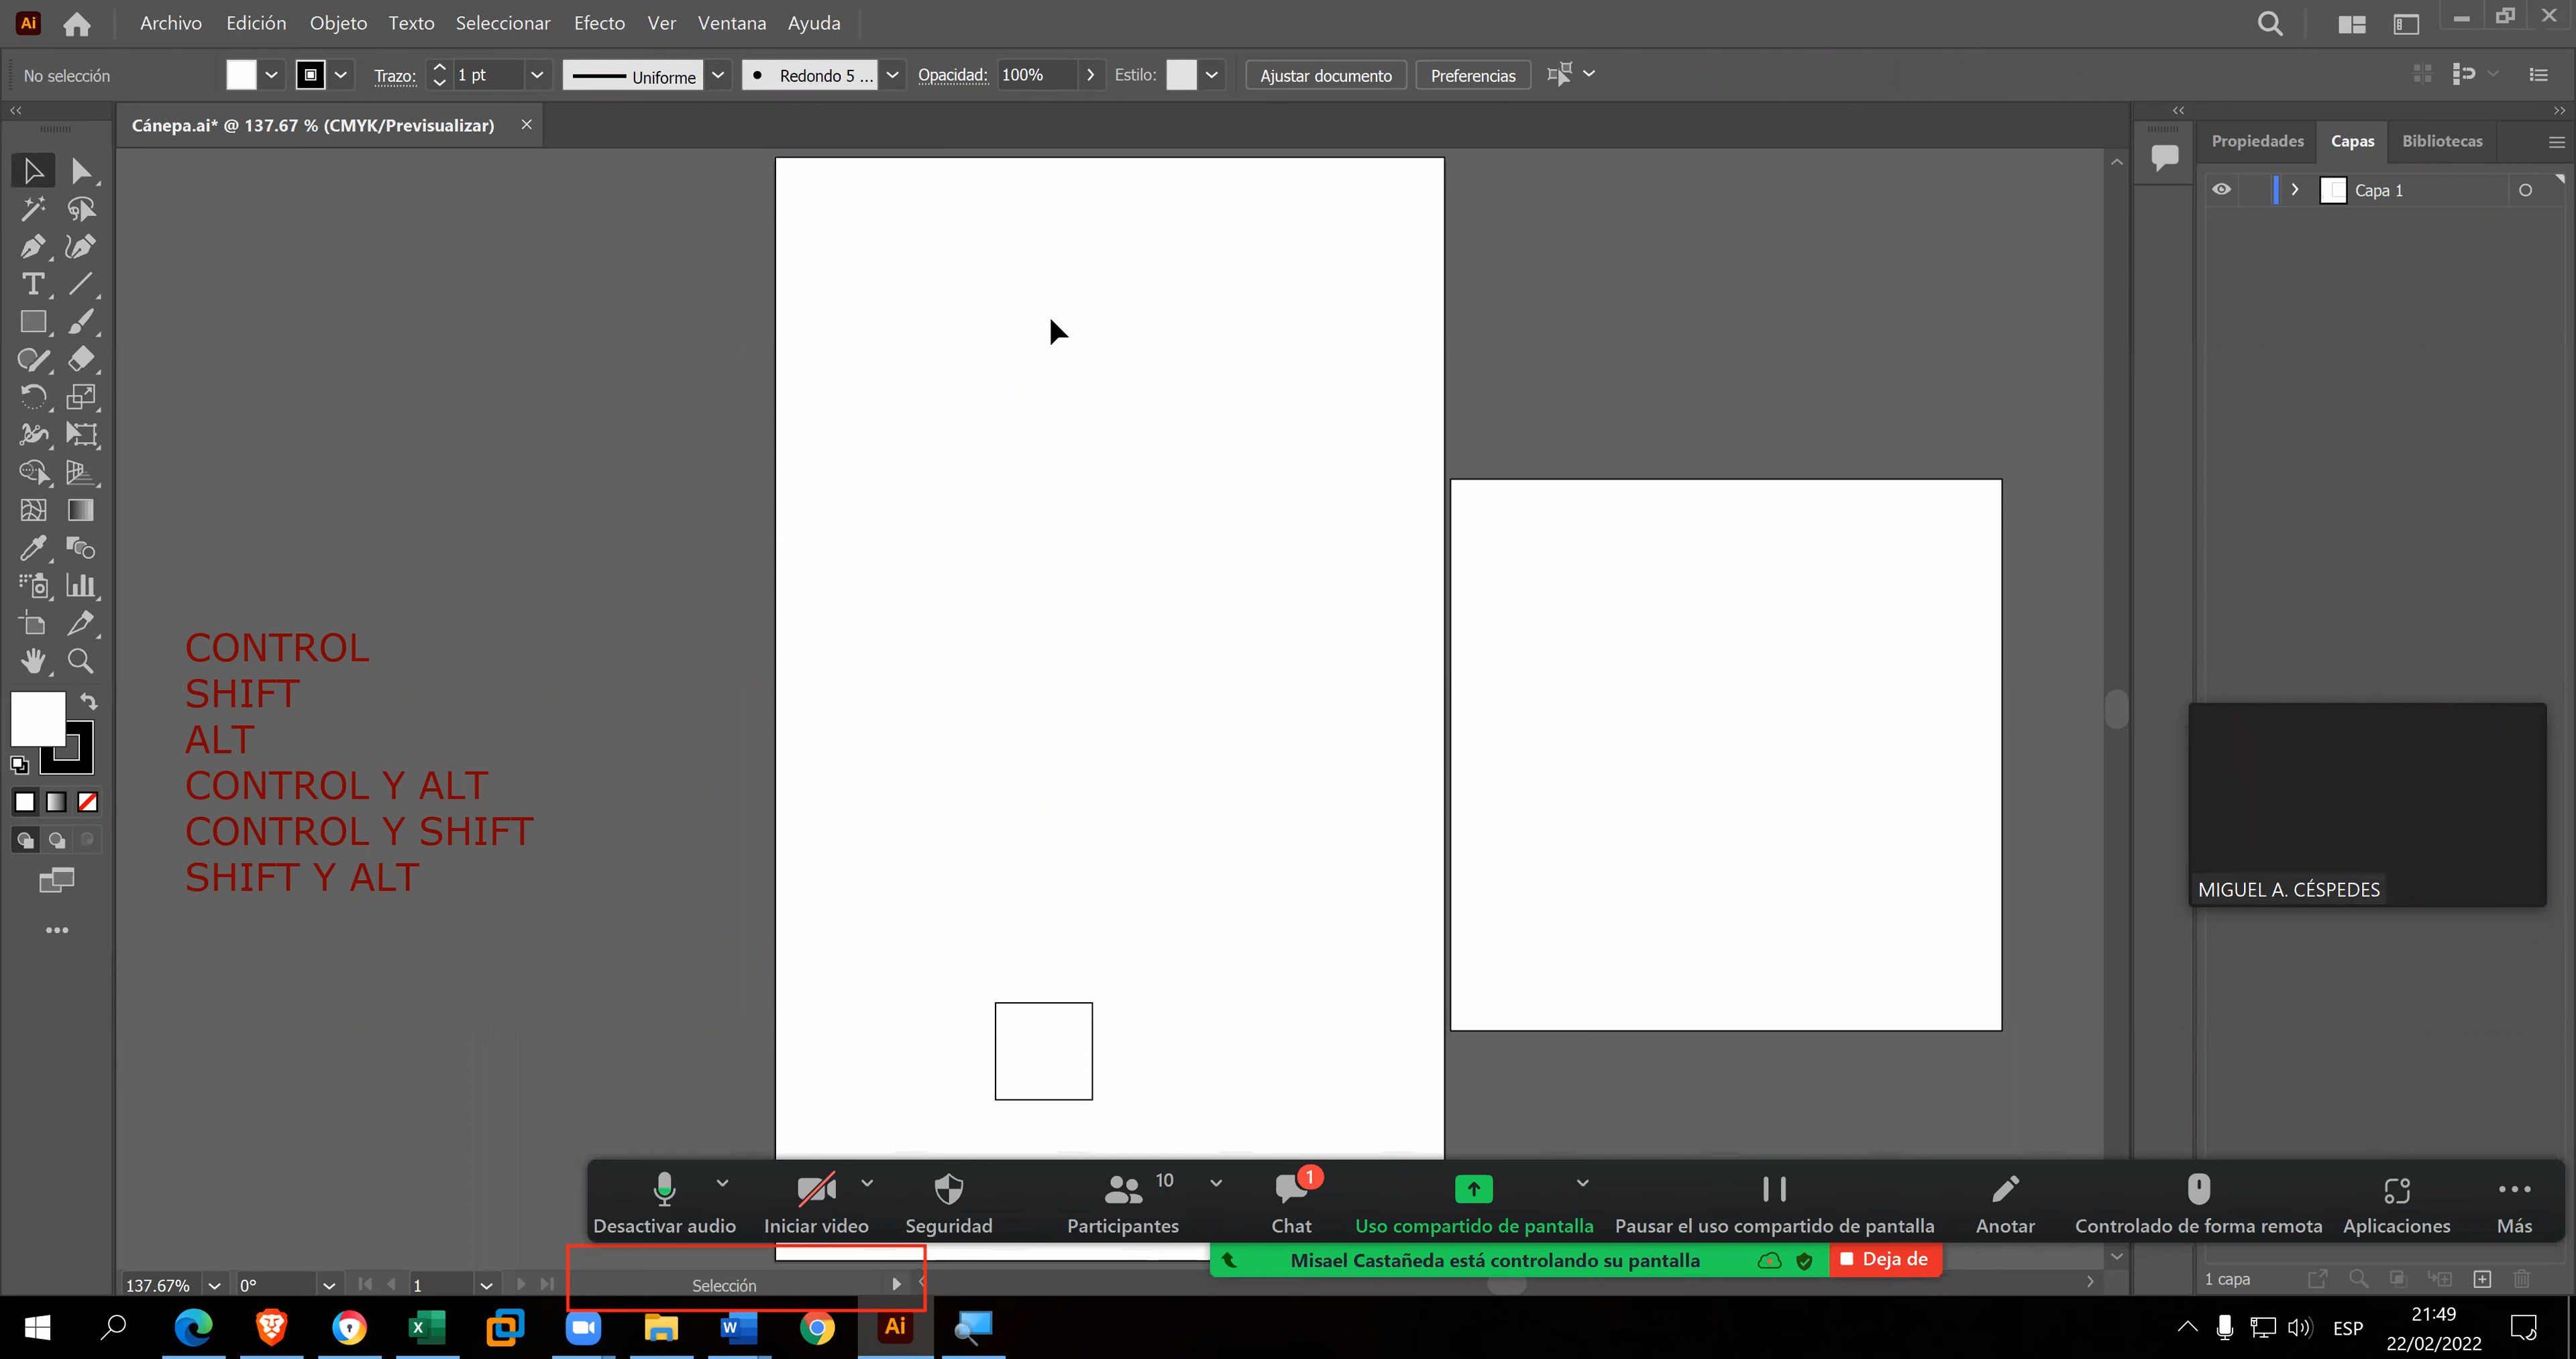 Ai
Archivo Edición Objeto Texto Seleccionar Efecto Ver Ventana Ayuda
No selección Trazo: 1 pt Uniforme Redondo 5 ... Opacidad: 100% Estilo: Ajustar documento Preferencias
Cánepa.ai* @ 137.67 % (CMYK/Previsualizar)
Propiedades Capas Bibliotecas
Capa 1
CONTROL
SHIFT
ALT
CONTROL Y ALT
CONTROL Y SHIFT
SHIFT Y ALT
MIGUEL A. CÉSPEDES
10
1
Desactivar audio Iniciar video Seguridad Participantes Chat Uso compartido de pantalla Pausar el uso compartido de pantalla Anotar Controlado de forma remota Aplicaciones Más
Misael Castañeda está controlando su pantalla Deja de
137.67% 0° 1 Selección
1 capa
Ai
ESP
21:49
22/02/2022